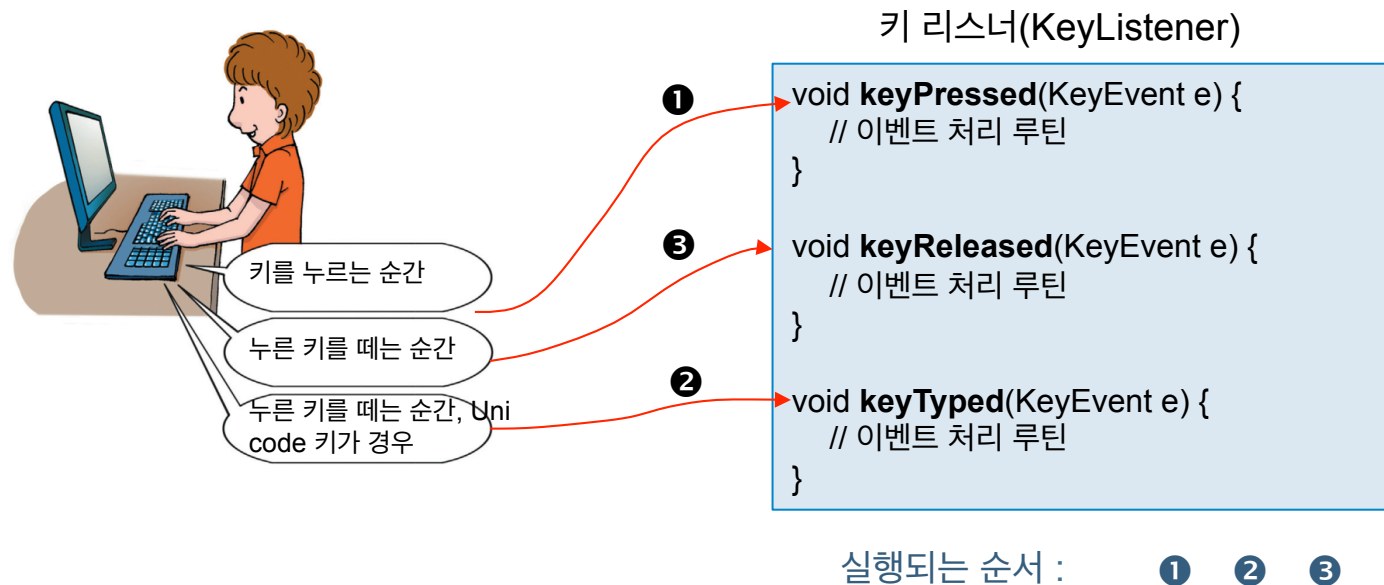 키 리스너(KeyListener)
❶
void keyPressed(KeyEvent e) {
// 이벤트 처리 루틴
}
❸
void keyReleased(KeyEvent e) {
// 이벤트 처리 루틴
}
❷
void keyTyped(KeyEvent e) {
// 이벤트 처리 루틴
}
키를 누르는 순간
누른 키를 떼는 순간
누른 키를 떼는 순간, Uni
code 키가 경우
실행되는 순서 : ❶ ❷ ❸